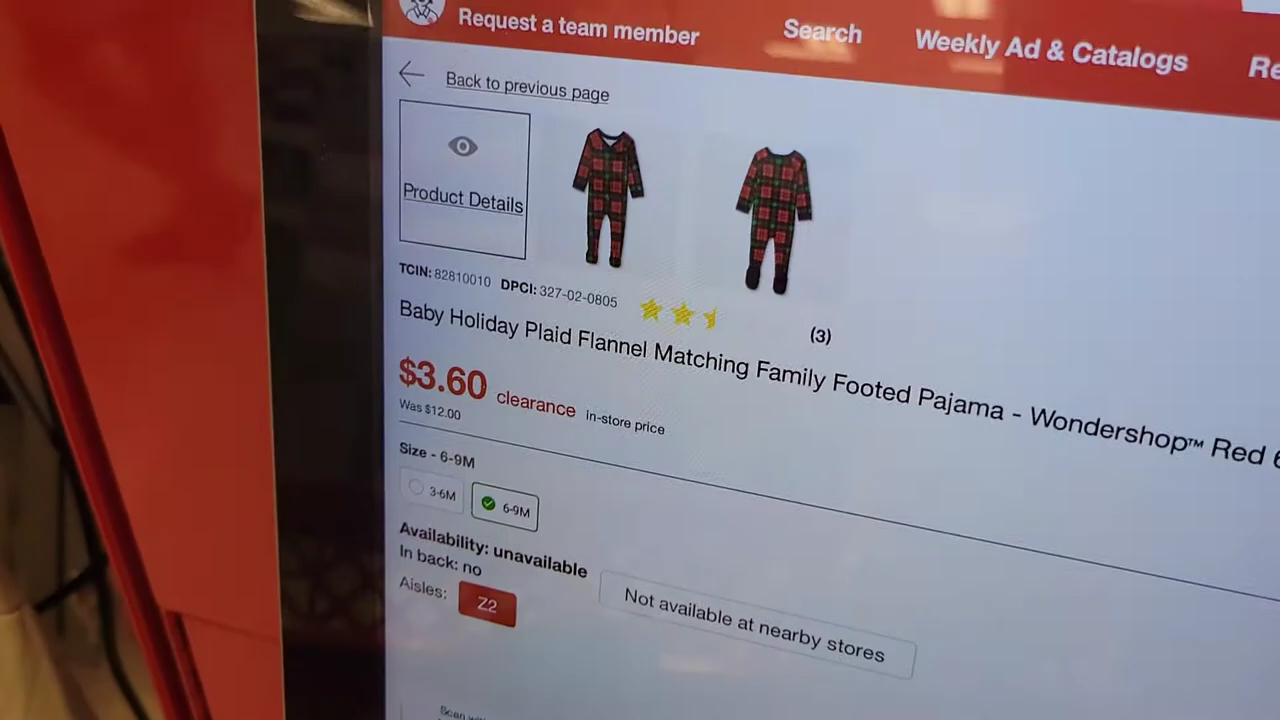 Request a team member
Search
Weekly Ad & Catalogs
Back to previous page
Product Details
TCIN: 82810010 DPCI: 327-02-0805
(3)
Baby Holiday Plaid Flannel Matching Family Footed Pajama - Wondershop™ Red
$3.60 clearance in-store price
Was $12.00
Size - 6-9M
3-6M
6-9M
Availability: unavailable
In back: no
Not available at nearby stores
Aisles: Z2
Scan